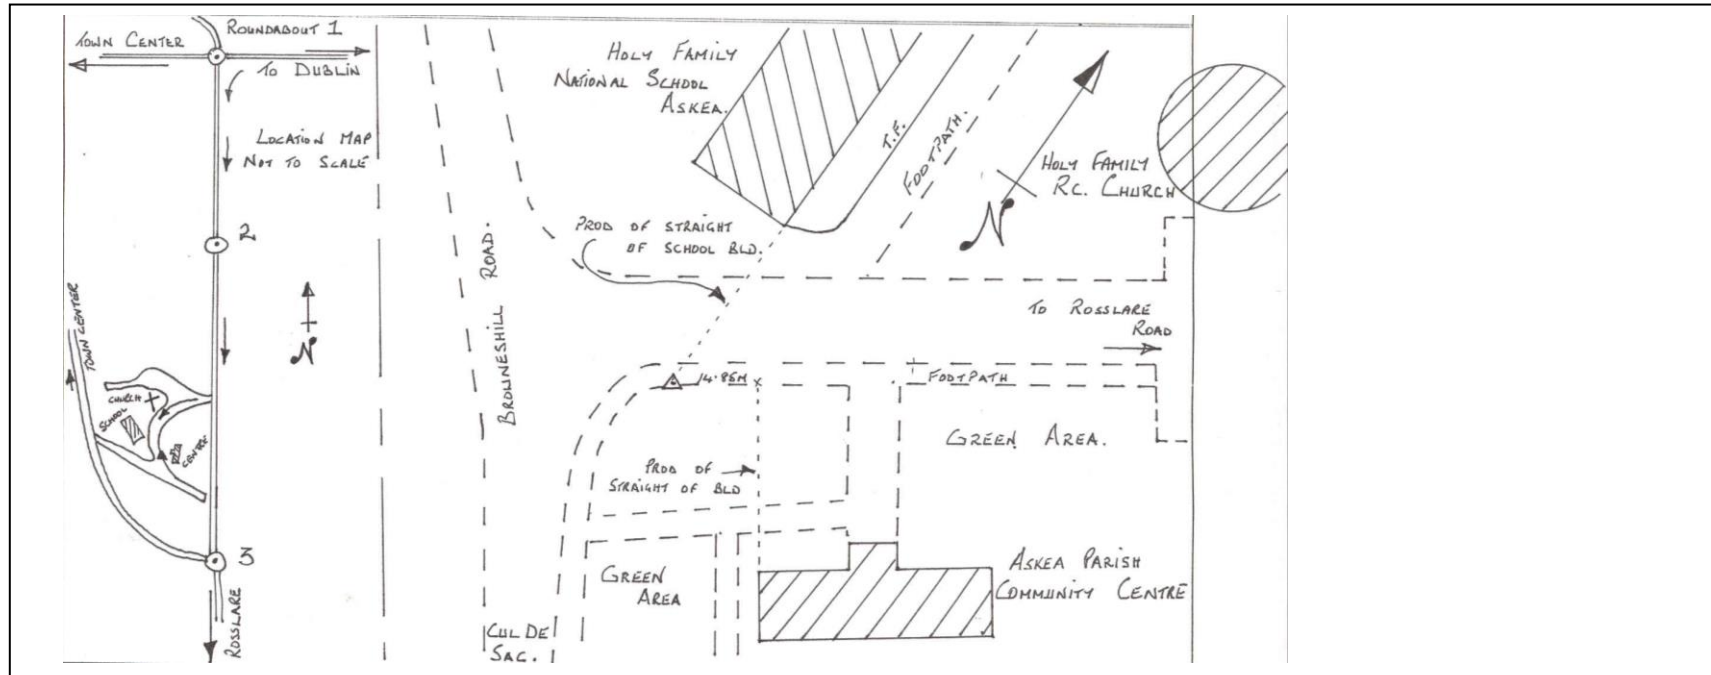 ROUNDABOUT 1
TOWN CENTER
TO DUBLIN
LOCATION MAP
NOT TO SCALE
2
TOWN CENTER
N
CHURCH
SCHOOL
CENTRE
3
ROSSLARE
BROWNESHILL ROAD.
CUL DE
SAC.
HOLY FAMILY
NATIONAL SCHOOL
ASKEA.
T.F.
FOOTPATH.
HOLY FAMILY
RC. CHURCH
N
PROD OF STRAIGHT
OF SCHOOL BLD.
TO ROSSLARE
ROAD
14.86M
FOOTPATH
GREEN AREA.
PROD OF
STRAIGHT OF BLD
GREEN
AREA
ASKEA PARISH
COMMUNITY CENTRE